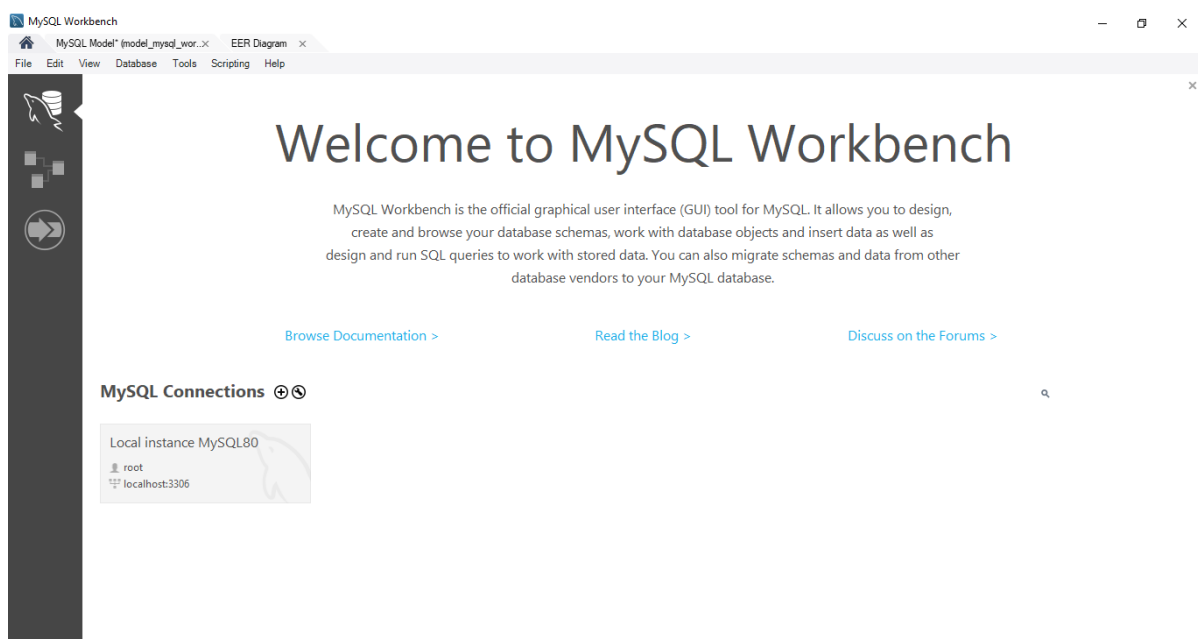 MySQL Workbench
MySQL Model* (model_mysql_wor..× EER Diagram ×
File Edit View Database Tools Scripting Help
Welcome to MySQL Workbench
MySQL Workbench is the official graphical user interface (GUI) tool for MySQL. It allows you to design,
create and browse your database schemas, work with database objects and insert data as well as
design and run SQL queries to work with stored data. You can also migrate schemas and data from other
database vendors to your MySQL database.
Browse Documentation > Read the Blog > Discuss on the Forums >
MySQL Connections
Local instance MySQL80
root
localhost:3306